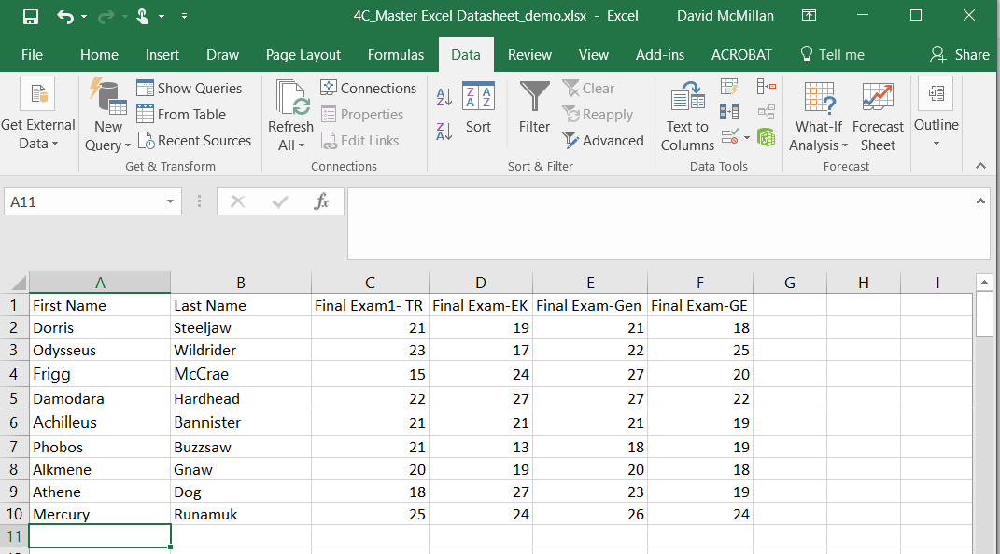 4C_Master Excel Datasheet_demo.xlsx - Excel David McMillan
File Home Insert Draw Page Layout Formulas Data Review View Add-ins ACROBAT Tell me Share
Get External Data
New Query
Show Queries
From Table
Recent Sources
Get & Transform
Refresh All
Connections
Properties
Edit Links
Connections
Sort
Filter
Clear
Reapply
Advanced
Sort & Filter
Text to Columns
Data Tools
What-If Analysis
Forecast Sheet
Forecast
Outline
A11 fx
A B C D E F G H I
1 First Name Last Name Final Exam1- TR Final Exam-EK Final Exam-Gen Final Exam-GE
2 Dorris Steeljaw 21 19 21 18
3 Odysseus Wildrider 23 17 22 25
4 Frigg McCrae 15 24 27 20
5 Damodara Hardhead 22 27 27 22
6 Achilleus Bannister 21 21 21 19
7 Phobos Buzzsaw 21 13 18 19
8 Alkmene Gnaw 20 19 20 18
9 Athene Dog 18 27 23 19
10 Mercury Runamuk 25 24 26 24
11